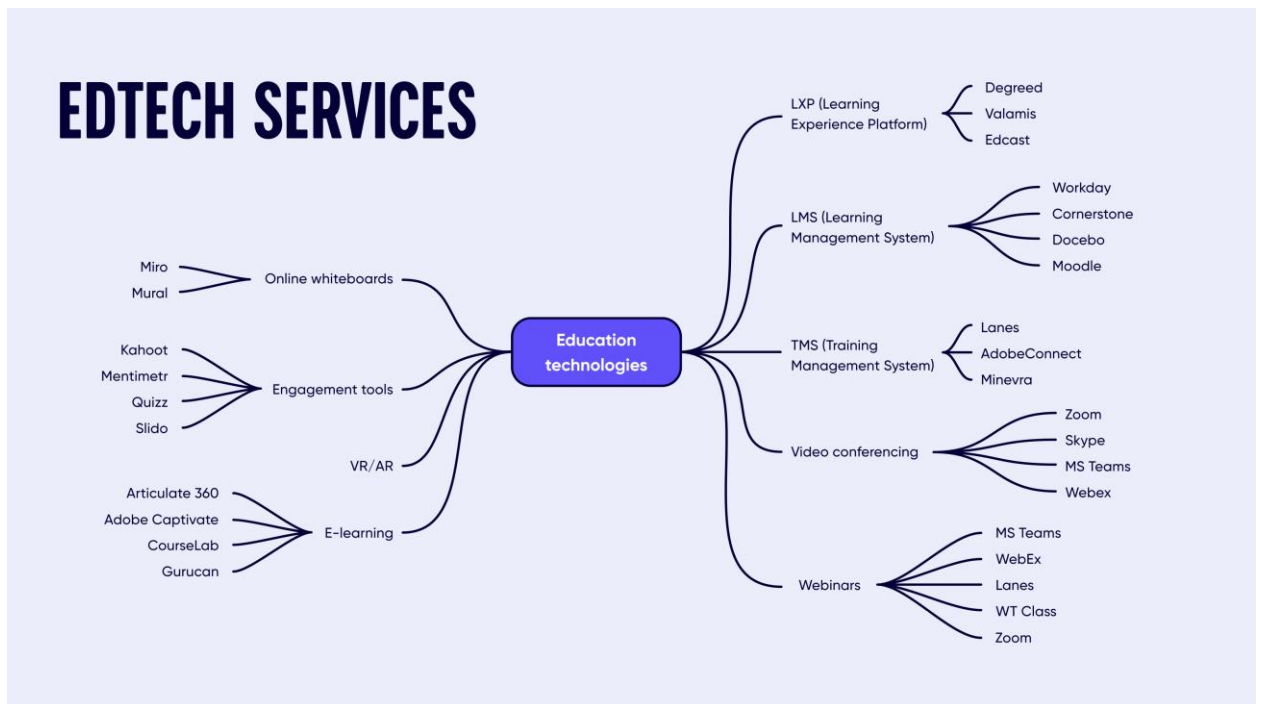 EDTECH SERVICES
Online whiteboards
Miro
Mural
Engagement tools
Kahoot
Mentimetr
Quizz
Slido
VR/AR
E-learning
Articulate 360
Adobe Captivate
CourseLab
Gurucan
Education
technologies
LXP (Learning
Experience Platform)
Degreed
Valamis
Edcast
LMS (Learning
Management System)
Workday
Cornerstone
Docebo
Moodle
TMS (Training
Management System)
Lanes
AdobeConnect
Minevra
Video conferencing
Zoom
Skype
MS Teams
Webex
Webinars
MS Teams
WebEx
Lanes
WT Class
Zoom